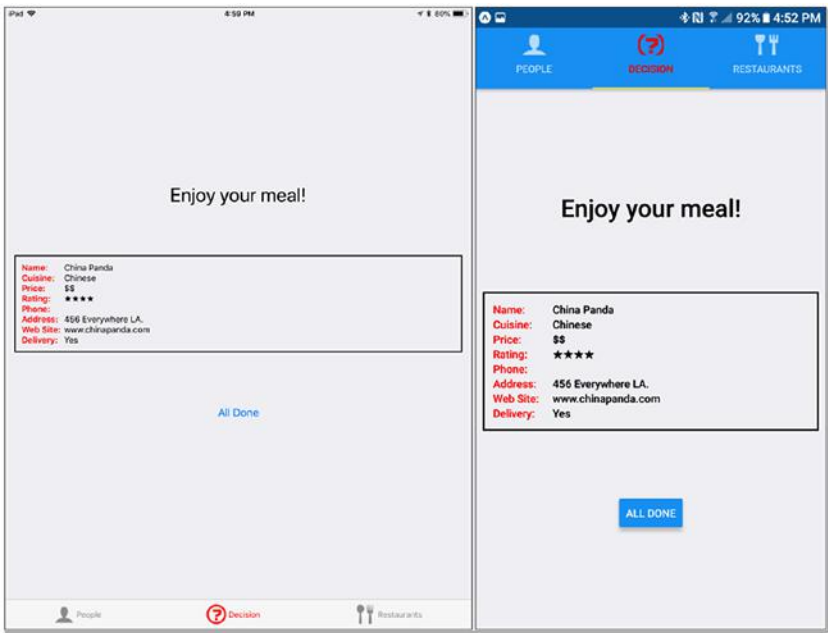 iPad 4:59 PM 80%
Enjoy your meal!
Name: China Panda
Cuisine: Chinese
Price: $$
Rating: ★★★★
Phone:
Address: 456 Everywhere LA.
Web Site: www.chinapanda.com
Delivery: Yes
All Done
People Decision Restaurants
92% 4:52 PM
PEOPLE DECISION RESTAURANTS
Enjoy your meal!
Name: China Panda
Cuisine: Chinese
Price: $$
Rating: ★★★★
Phone:
Address: 456 Everywhere LA.
Web Site: www.chinapanda.com
Delivery: Yes
ALL DONE